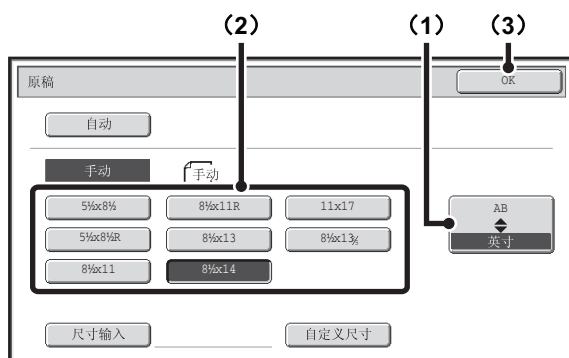 (2) (1) (3)
原稿 OK
自动
手动 手动
5½x8½ 8½x11R 11x17
5½x8½R 8½x13 8½x13½
8½x11 8½x14
AB
英寸
尺寸输入 自定义尺寸